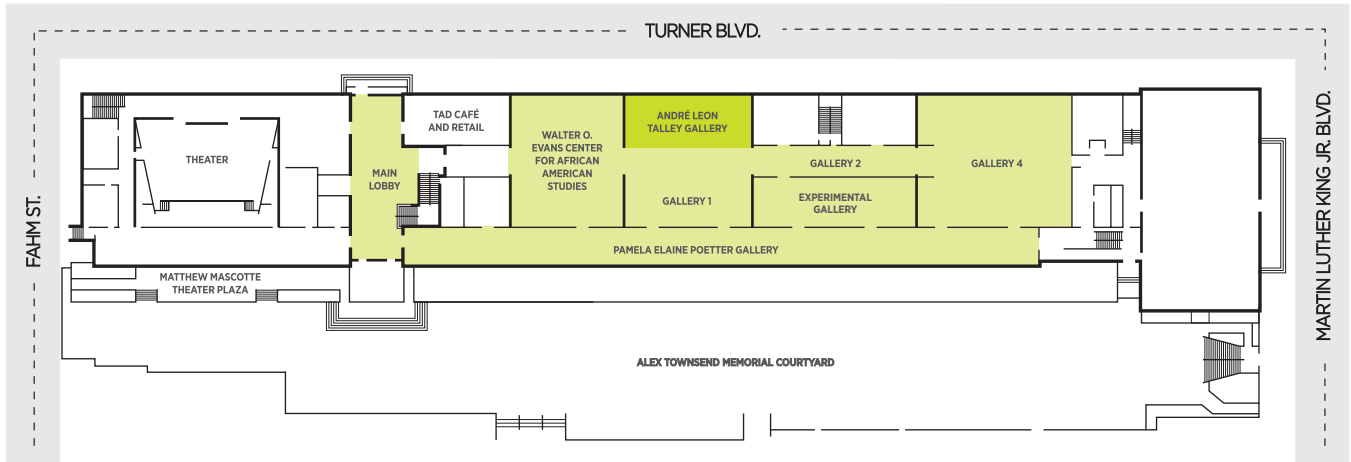 TURNER BLVD.
FAHM ST.
MARTIN LUTHER KING JR. BLVD.
THEATER
MAIN
LOBBY
TAD CAFÉ
AND RETAIL
WALTER O.
EVANS CENTER
FOR AFRICAN
AMERICAN
STUDIES
ANDRÉ LEON
TALLEY GALLERY
GALLERY 1
GALLERY 2
EXPERIMENTAL
GALLERY
GALLERY 4
PAMELA ELAINE POETTER GALLERY
MATTHEW MASCOTTE
THEATER PLAZA
ALEX TOWNSEND MEMORIAL COURTYARD